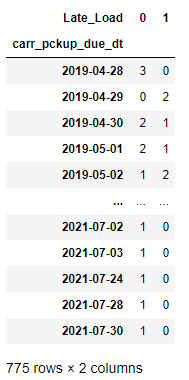 Late_Load 0 1
carr_pckup_due_dt
2019-04-28 3 0
2019-04-29 0 2
2019-04-30 2 1
2019-05-01 2 1
2019-05-02 1 2
... ... ...
2021-07-02 1 0
2021-07-03 1 0
2021-07-24 1 0
2021-07-28 1 0
2021-07-30 1 0
775 rows × 2 columns